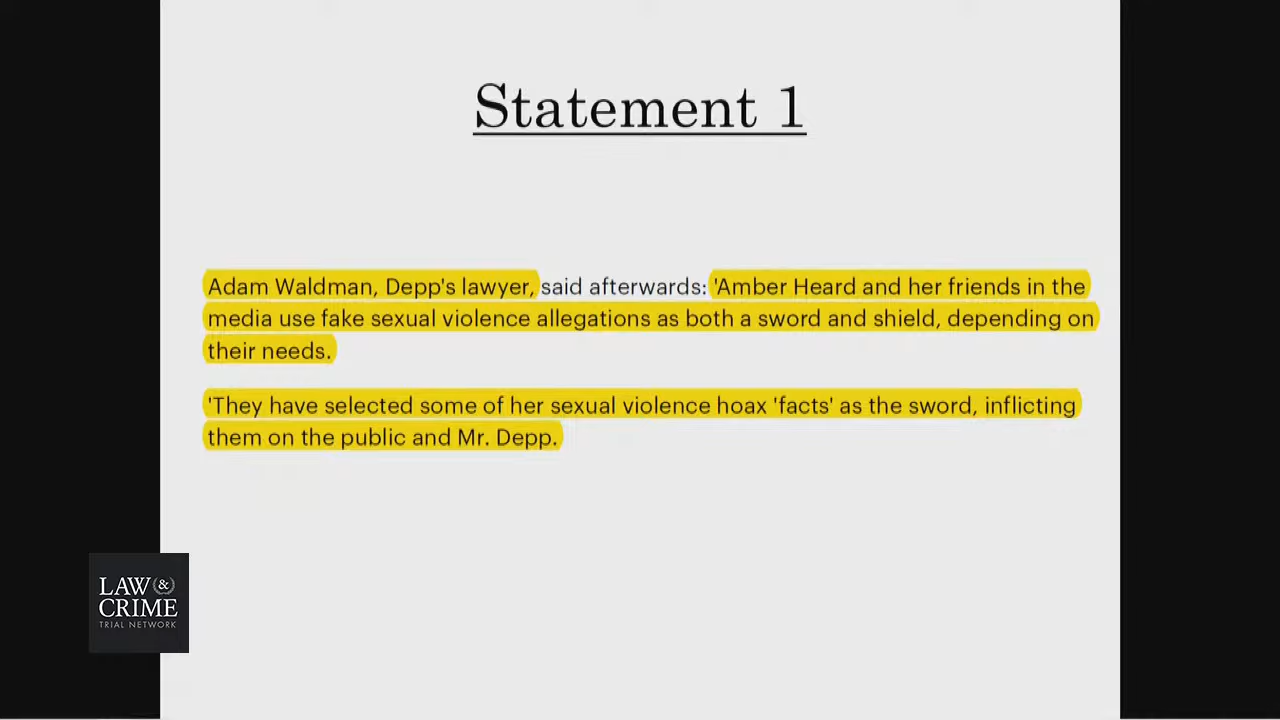 Statement 1
Adam Waldman, Depp's lawyer, said afterwards: 'Amber Heard and her friends in the
media use fake sexual violence allegations as both a sword and shield, depending on
their needs.
'They have selected some of her sexual violence hoax 'facts' as the sword, inflicting
them on the public and Mr. Depp.
LAW &
CRIME
TRIAL NETWORK